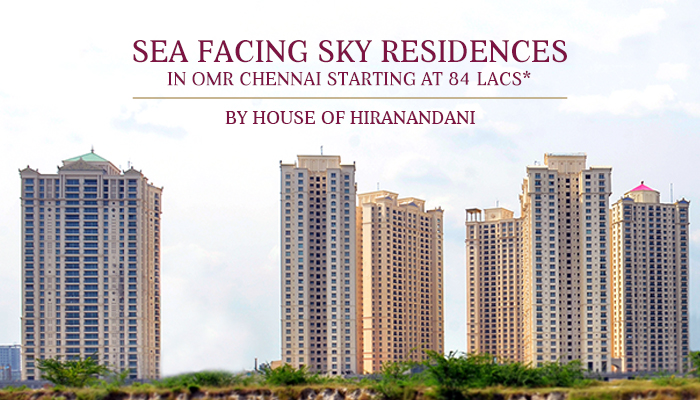 SEA FACING SKY RESIDENCES
IN OMR CHENNAI STARTING AT 84 LACS*
BY HOUSE OF HIRANANDANI